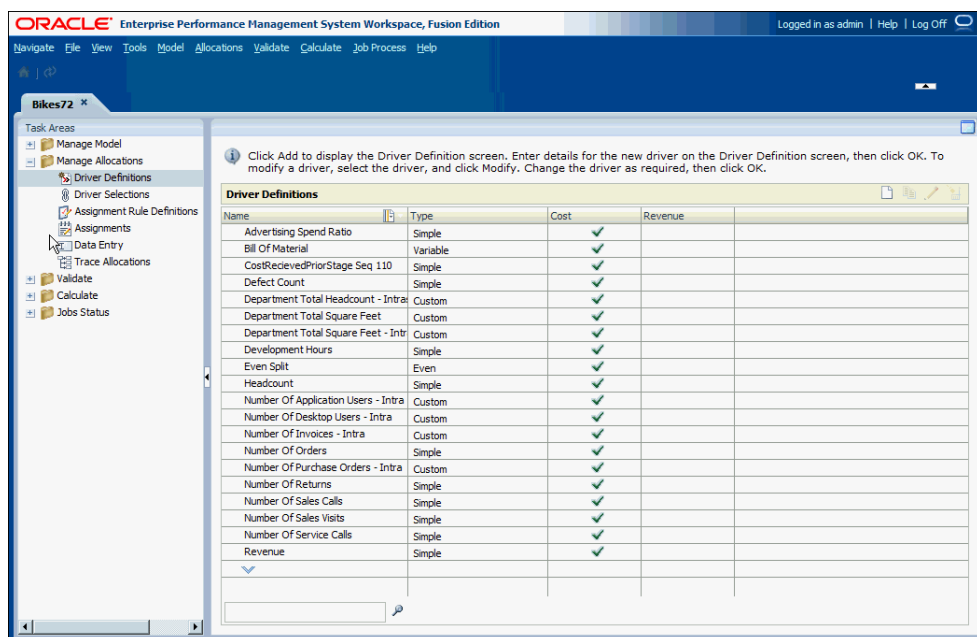 ORACLE Enterprise Performance Management System Workspace, Fusion Edition
Logged in as admin | Help | Log Off
Navigate File View Tools Model Allocations Validate Calculate Job Process Help
Bikes72
Task Areas
Manage Model
Manage Allocations
Driver Definitions
Driver Selections
Assignment Rule Definitions
Assignments
Data Entry
Trace Allocations
Validate
Calculate
Jobs Status
Click Add to display the Driver Definition screen. Enter details for the new driver on the Driver Definition screen, then click OK. To
modify a driver, select the driver, and click Modify. Change the driver as required, then click OK.
Driver Definitions
Name Type Cost Revenue
Advertising Spend Ratio Simple
Bill Of Material Variable
CostRecievedPriorStage Seq 110 Simple
Defect Count Simple
Department Total Headcount - Intra Custom
Department Total Square Feet Custom
Department Total Square Feet - Intr Custom
Development Hours Simple
Even Split Even
Headcount Simple
Number Of Application Users - Intra Custom
Number Of Desktop Users - Intra Custom
Number Of Invoices - Intra Custom
Number Of Orders Simple
Number Of Purchase Orders - Intra Custom
Number Of Returns Simple
Number Of Sales Calls Simple
Number Of Sales Visits Simple
Number Of Service Calls Simple
Revenue Simple